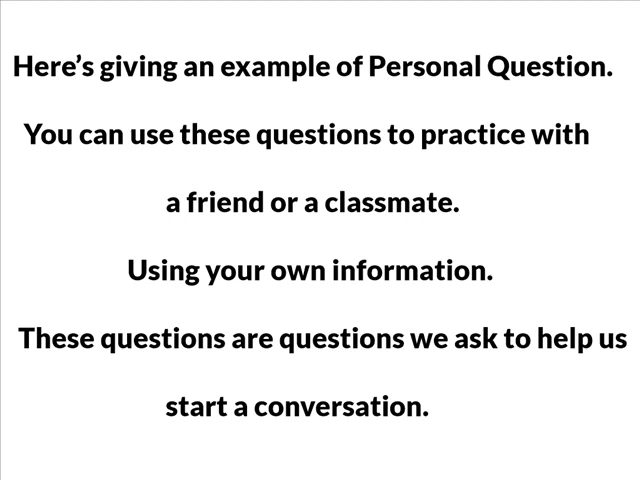 Here’s giving an example of Personal Question.
You can use these questions to practice with
a friend or a classmate.
Using your own information.
These questions are questions we ask to help us
start a conversation.